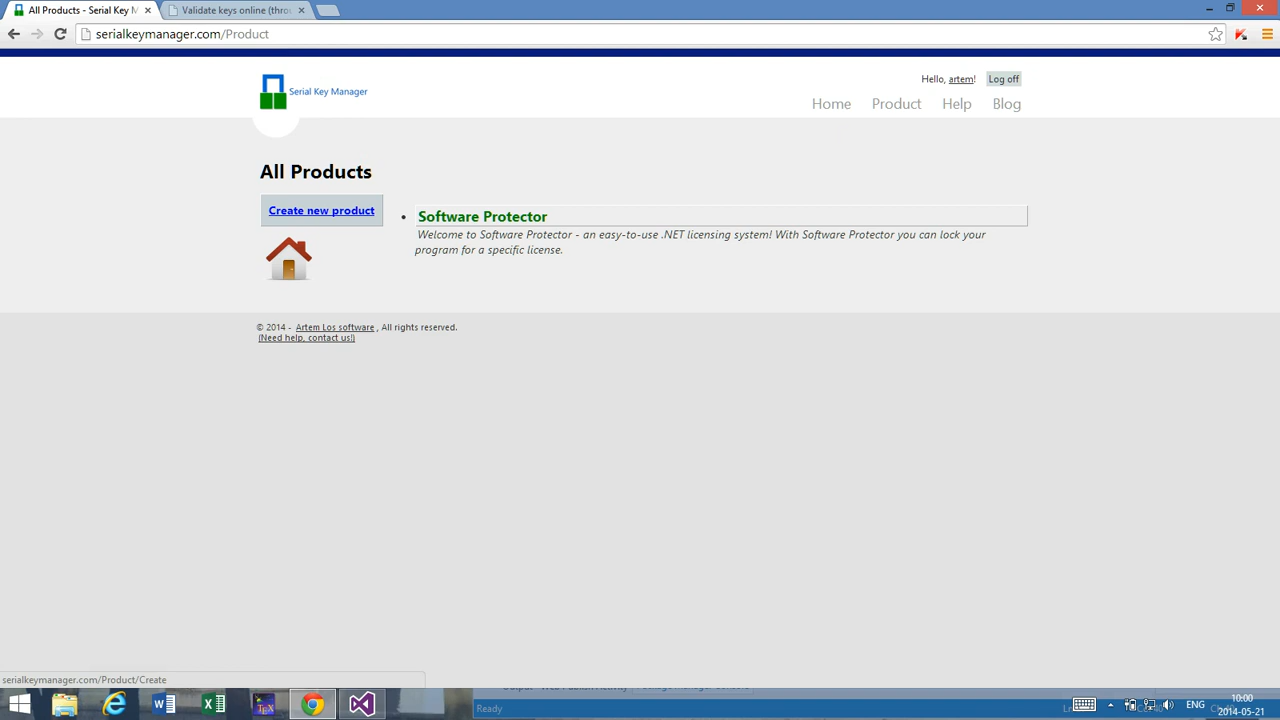 All Products - Serial Key M
Validate keys online (throu
serialkeymanager.com/Product
Hello, artem!
Log off
Serial Key Manager
Home
Product
Help
Blog
All Products
Create new product
Software Protector
Welcome to Software Protector - an easy-to-use .NET licensing system! With Software Protector you can lock your
program for a specific license.
© 2014 - Artem Los software , All rights reserved.
(Need help, contact us!)
serialkeymanager.com/Product/Create
Ready
ENG
10:00
2014-05-21